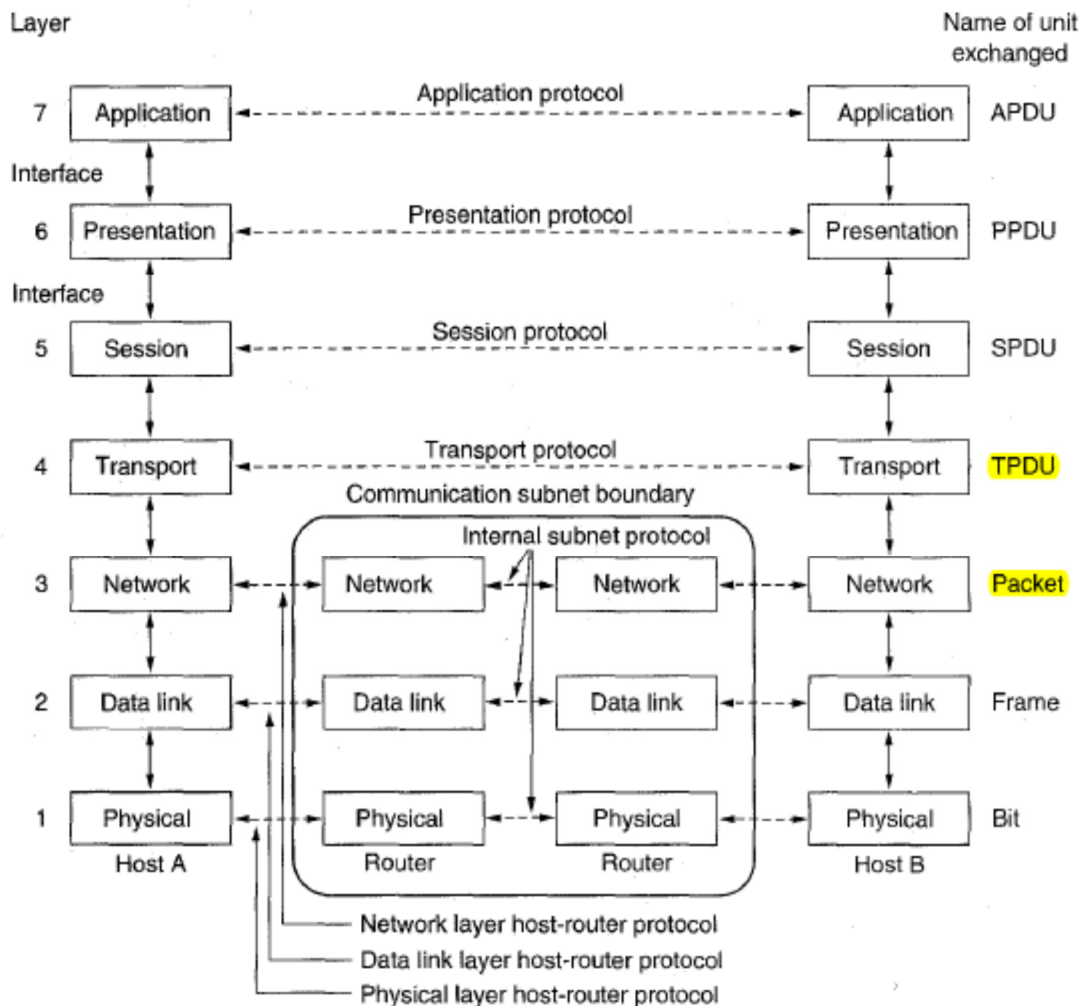 Layer
Name of unit
exchanged
Application protocol
7 Application Application APDU
Interface
Presentation protocol
6 Presentation Presentation PPDU
Interface
Session protocol
5 Session Session SPDU
Transport protocol
4 Transport Transport TPDU
Communication subnet boundary
Internal subnet protocol
3 Network Network Network Network Packet
2 Data link Data link Data link Data link Frame
1 Physical Physical Physical Physical Bit
Host A Router Router Host B
Network layer host-router protocol
Data link layer host-router protocol
Physical layer host-router protocol